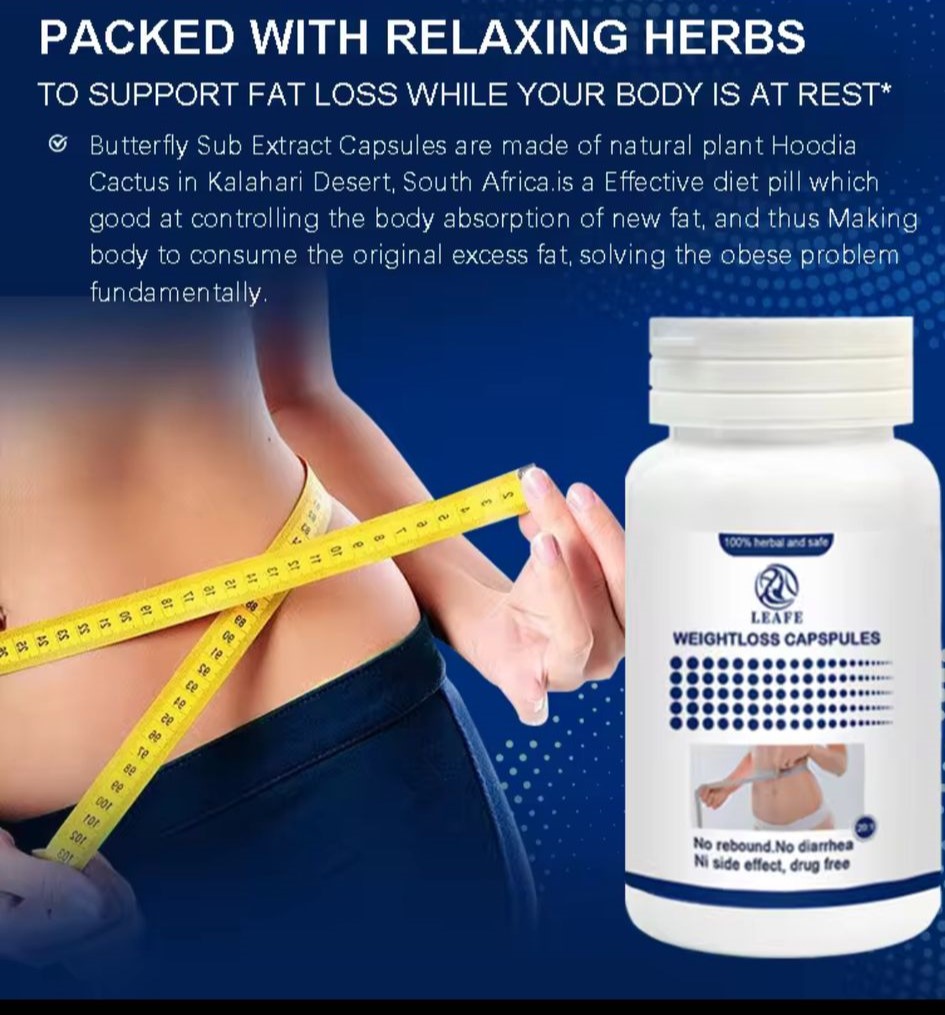 PACKED WITH RELAXING HERBS
TO SUPPORT FAT LOSS WHILE YOUR BODY IS AT REST*
Butterfly Sub Extract Capsules are made of natural plant Hoodia
Cactus in Kalahari Desert, South Africa.is a Effective diet pill which
good at controlling the body absorption of new fat, and thus Making
body to consume the original excess fat, solving the obese problem
fundamentally.
100% herbal and safe
LEAFE
WEIGHTLOSS CAPSPULES
No rebound.No diarrhea
Ni side effect, drug free